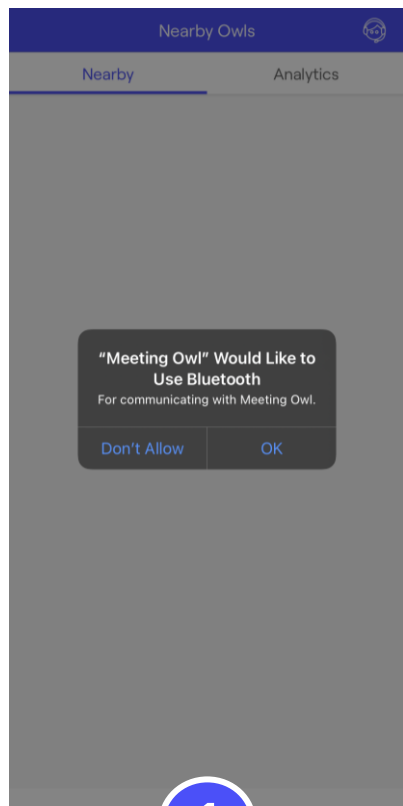 Nearby Owls
Nearby Analytics
“Meeting Owl” Would Like to
Use Bluetooth
For communicating with Meeting Owl.
Don’t Allow OK